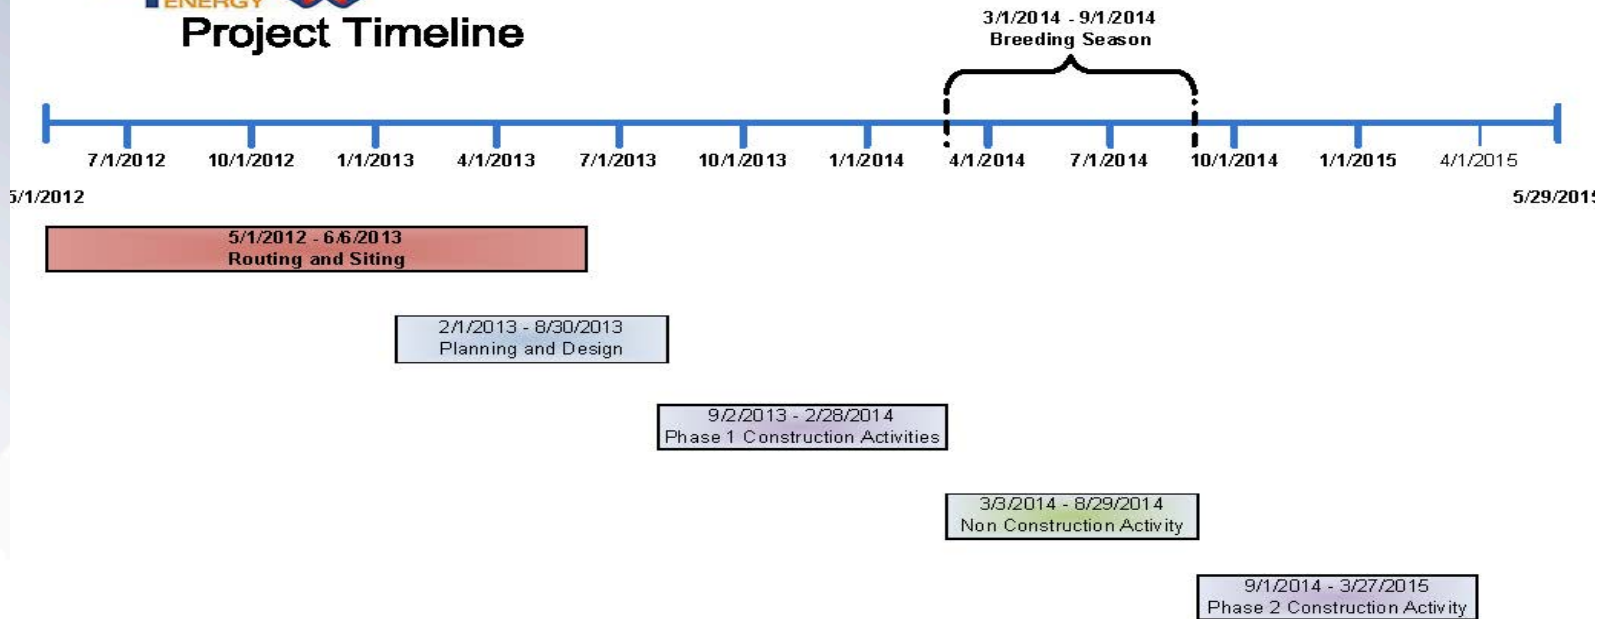 ENERGY
Project Timeline
3/1/2014 - 9/1/2014
Breeding Season
7/1/2012
10/1/2012
1/1/2013
4/1/2013
7/1/2013
10/1/2013
1/1/2014
4/1/2014
7/1/2014
10/1/2014
1/1/2015
4/1/2015
5/1/2012
5/29/2015
5/1/2012 - 6/6/2013
Routing and Siting
2/1/2013 - 8/30/2013
Planning and Design
9/2/2013 - 2/28/2014
Phase 1 Construction Activities
3/3/2014 - 8/29/2014
Non Construction Activity
9/1/2014 - 3/27/2015
Phase 2 Construction Activity